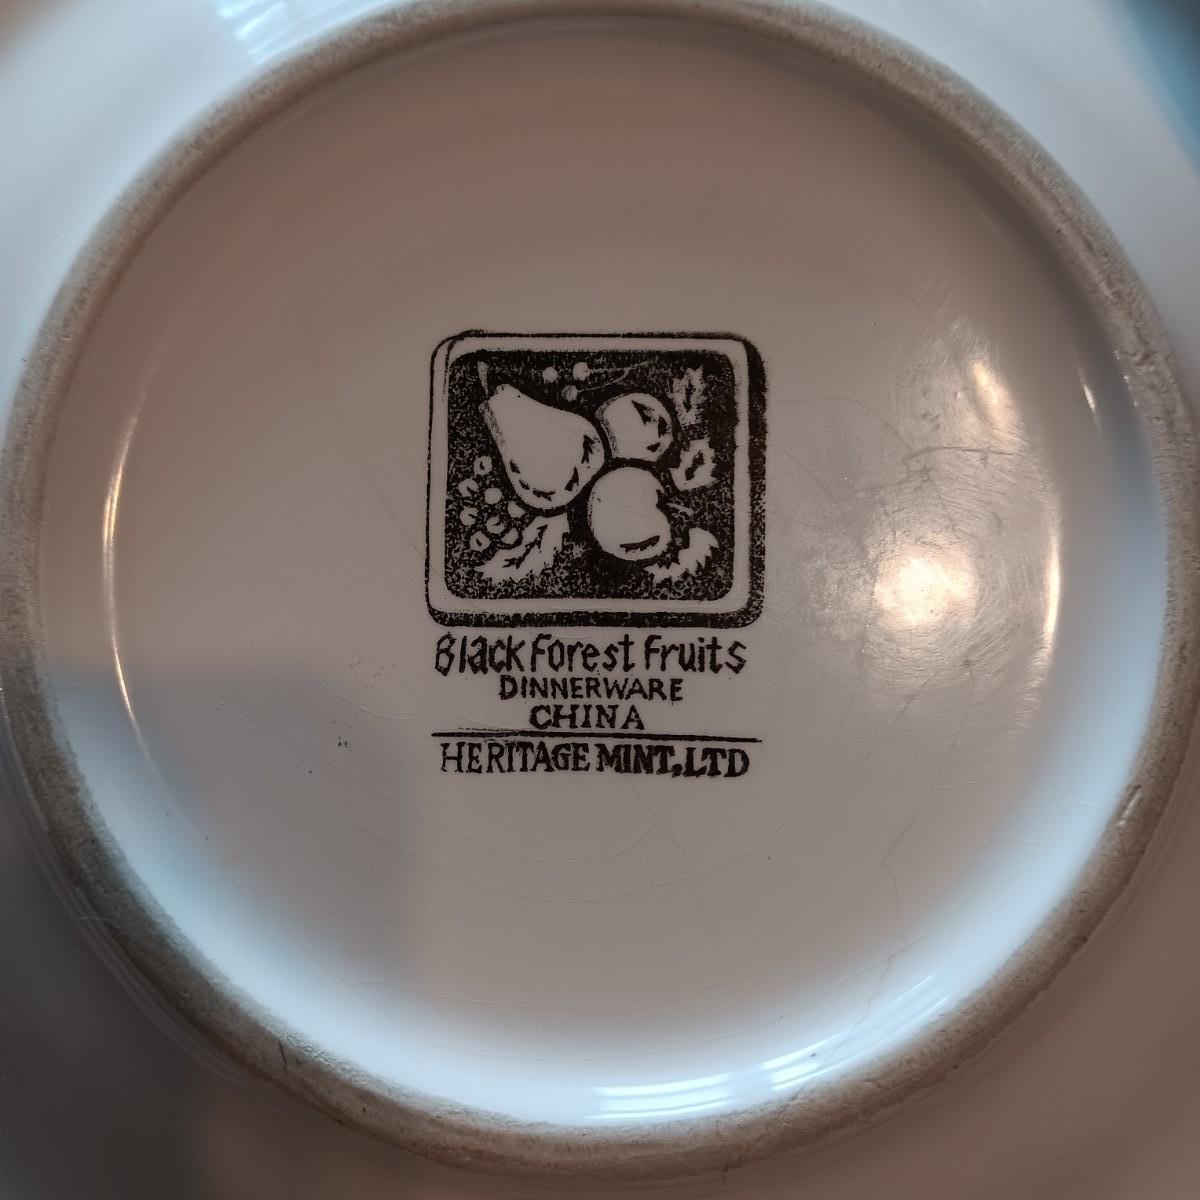 Black Forest Fruits
DINNERWARE
CHINA
HERITAGE MINT, LTD